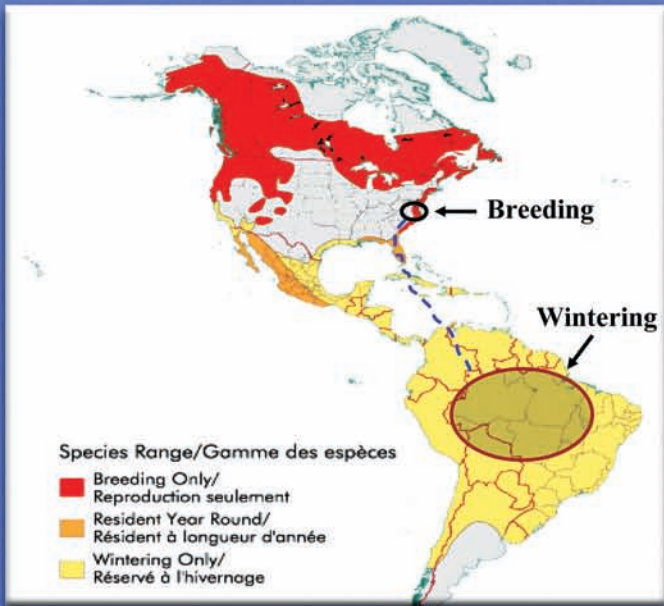 Breeding
Wintering
Species Range/Gamme des espèces
Breeding Only/
Reproduction seulement
Resident Year Round/
Résident à longueur d'année
Wintering Only/
Réservé à l'hivernage